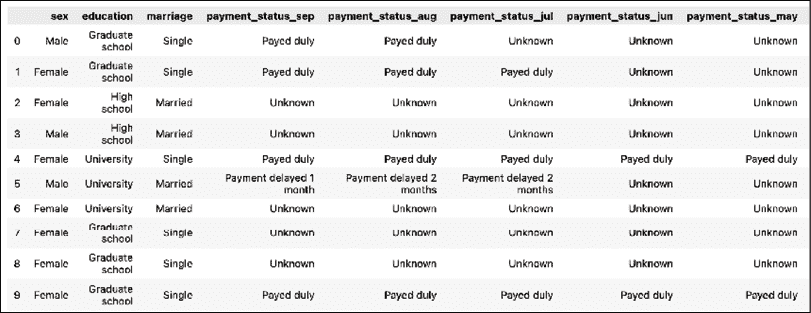 sex education marriage payment_status_sep payment_status_aug payment_status_jul payment_status_jun payment_status_may
0 Male Graduate school Single Payed duly Payed duly Unknown Unknown Unknown
1 Female Graduate school Single Payed duly Payed duly Payed duly Unknown Unknown
2 Female High school Married Unknown Unknown Unknown Unknown Unknown
3 Male High school Married Unknown Unknown Unknown Unknown Unknown
4 Female University Single Payed duly Payed duly Payed duly Payed duly Payed duly
5 Male University Married Payment delayed 1 month Payment delayed 2 months Payment delayed 2 months Unknown Unknown
6 Female University Married Unknown Unknown Unknown Unknown Unknown
7 Female Graduate school Single Unknown Unknown Unknown Unknown Unknown
8 Female Graduate school Single Unknown Unknown Unknown Unknown Unknown
9 Female Graduate school Single Payed duly Payed duly Payed duly Payed duly Payed duly